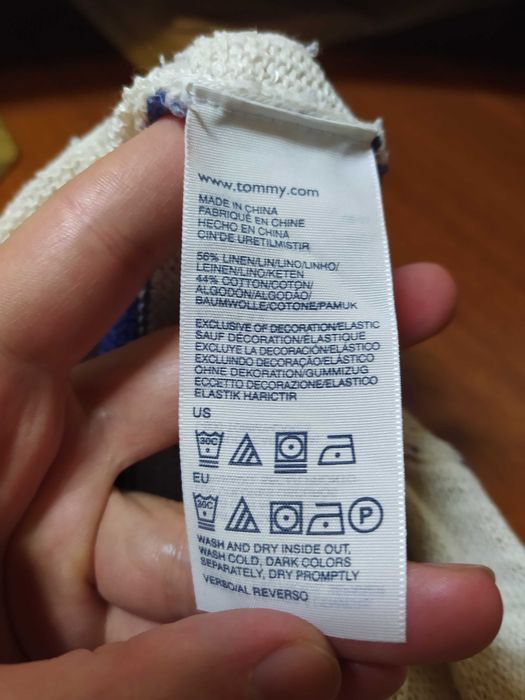 www.tommy.com
MADE IN CHINA
FABRIQUÉ EN CHINE
HECHO EN CHINA
CIN'DE URETILMISTIR
56% LINEN/LIN/LINO/LINHO/
LEINEN/LINO/KETEN
44% COTTON/COTON/
ALGODÓN/ALGODÃO/
BAUMWOLLE/COTONE/PAMUK
EXCLUSIVE OF DECORATION/ELASTIC
SAUF DÉCORATION/ÉLASTIQUE
EXCLUYE LA DECORACIÓN/ELÁSTICO
EXCLUINDO DECORAÇÃO/ELÁSTICO
OHNE DEKORATION/GUMMIZUG
ECCETTO DECORAZIONE/ELASTICO
ELASTIK HARICTIR
US
30C
EU
30C
P
WASH AND DRY INSIDE OUT,
WASH COLD, DARK COLORS
SEPARATELY, DRY PROMPTLY
VERSO/AL REVERSO